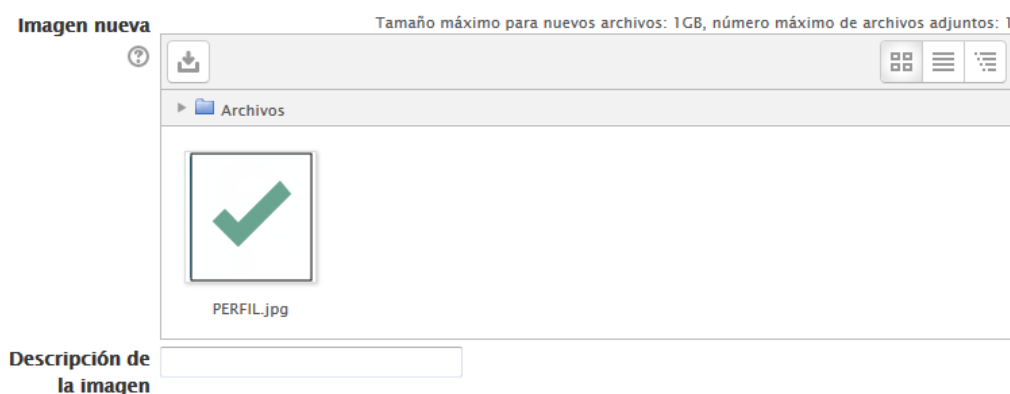 Imagen nueva
Tamaño máximo para nuevos archivos: 1GB, número máximo de archivos adjuntos: 1
Archivos
PERFIL.jpg
Descripción de
la imagen